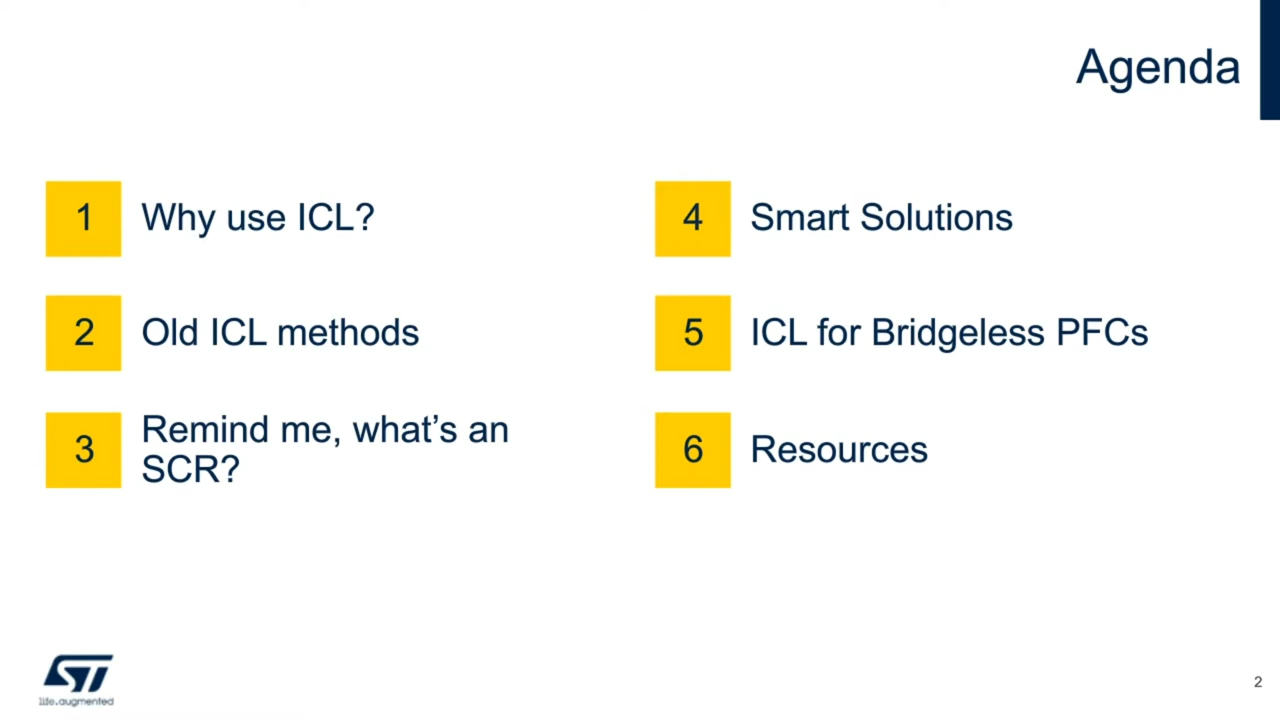 Agenda
1
Why use ICL?
2
Old ICL methods
3
Remind me, what's an
SCR?
4
Smart Solutions
5
ICL for Bridgeless PFCs
6
Resources
ST
life.augmented
2